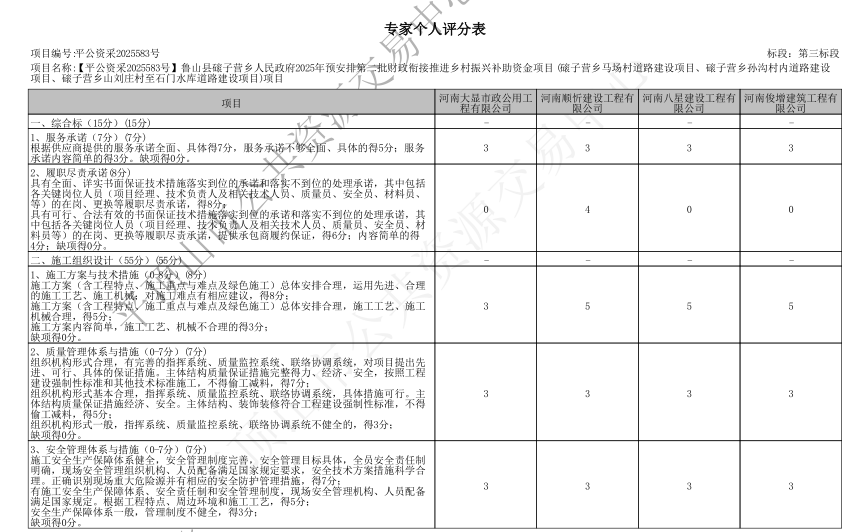 专家个人评分表
项目编号:平公资采2025583号 标段：第三标段
项目名称:【平公资采2025583号】鲁山县磙子营乡人民政府2025年预安排第二批财政衔接推进乡村振兴补助资金项目（磙子营乡马场村道路建设项目、磙子营乡孙沟村内道路建设
项目、磙子营乡山刘庄村至石门水库道路建设项目)项目
项目 河南大显市政公用工程有限公司 河南顺忻建设工程有限公司 河南八星建设工程有限公司 河南俊增建筑工程有限公司
一、综合标（15分）(15分) – – – –
1、服务承诺（7分）(7分)
根据供应商提供的服务承诺全面、具体得7分，服务承诺不够全面、具体的得5分；服务
承诺内容简单的得3分。缺项得0分。
3 3 3 3
2、履职尽责承诺(8分)
具有全面、详实书面保证技术措施落实到位的承诺和落实不到位的处理承诺，其中包括
各关键岗位人员（项目经理、技术负责人及相关技术人员、质量员、安全员、材料员、
等）的在岗、更换等履职尽责承诺，得8分；
具有可行、合法有效的书面保证技术措施落实到位的承诺和落实不到位的处理承诺，其
中包括各关键岗位人员（项目经理、技术负责人及相关技术人员、质量员、安全员、材
料员等）的在岗、更换等履职尽责承诺，提供承包商履约保证，得6分；内容简单的得
4分；缺项得0分。
0 4 0 0
二、施工组织设计（55分）(55分) – – – –
1、施工方案与技术措施（0-8分）(8分)
施工方案（含工程特点、施工重点与难点及绿色施工）总体安排合理，运用先进、合理
的施工工艺、施工机械；对施工难点有相应建议，得8分；
施工方案（含工程特点、施工重点与难点及绿色施工）总体安排合理，施工工艺、施工
机械合理，得5分；
施工方案内容简单，施工工艺、机械不合理的得3分；
缺项得0分。
3 5 5 5
2、质量管理体系与措施（0-7分）(7分)
组织机构形式合理，有完善的指挥系统、质量监控系统、联络协调系统，对项目提出先
进、可行、具体的保证措施。主体结构质量保证措施完整得力、经济、安全，按照工程
建设强制性标准和其他技术标准施工，不得偷工减料，得7分；
组织机构形式基本合理，指挥系统、质量监控系统、联络协调系统，具体措施可行。主
体结构质量保证措施经济、安全。主体结构、装饰装修符合工程建设强制性标准，不得
偷工减料，得5分；
组织机构形式一般，指挥系统、质量监控系统、联络协调系统不健全的，得3分；
缺项得0分。
3 3 3 3
3、安全管理体系与措施（0-7分）(7分)
施工安全生产保障体系健全，安全管理制度完善，安全管理目标具体，全员安全责任制
明确，现场安全管理组织机构、人员配备满足国家规定要求，安全技术方案措施科学合
理。正确识别现场重大危险源并有相应的安全防护管理措施，得7分；
有施工安全生产保障体系、安全责任制和安全管理制度，现场安全管理机构、人员配备
满足国家规定。根据工程特点、周边环境和施工工艺，得5分；
安全生产保障体系一般，管理制度不健全，得3分；
缺项得0分。
3 3 3 3